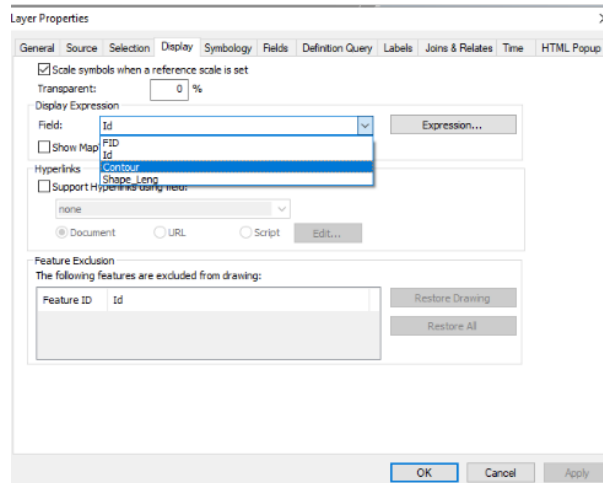 Layer Properties
General Source Selection Display Symbology Fields Definition Query Labels Joins & Relates Time HTML Popup
Scale symbols when a reference scale is set
Transparent: 0 %
Display Expression
Field: Id Expression...
FID
Show Map
Id
Hyperlinks
Contour
Shape_Leng
Support Hyperlinks using field:
none
Document URL Script Edit...
Feature Exclusion
The following features are excluded from drawing:
Feature ID Id Restore Drawing
Restore All
OK Cancel Apply